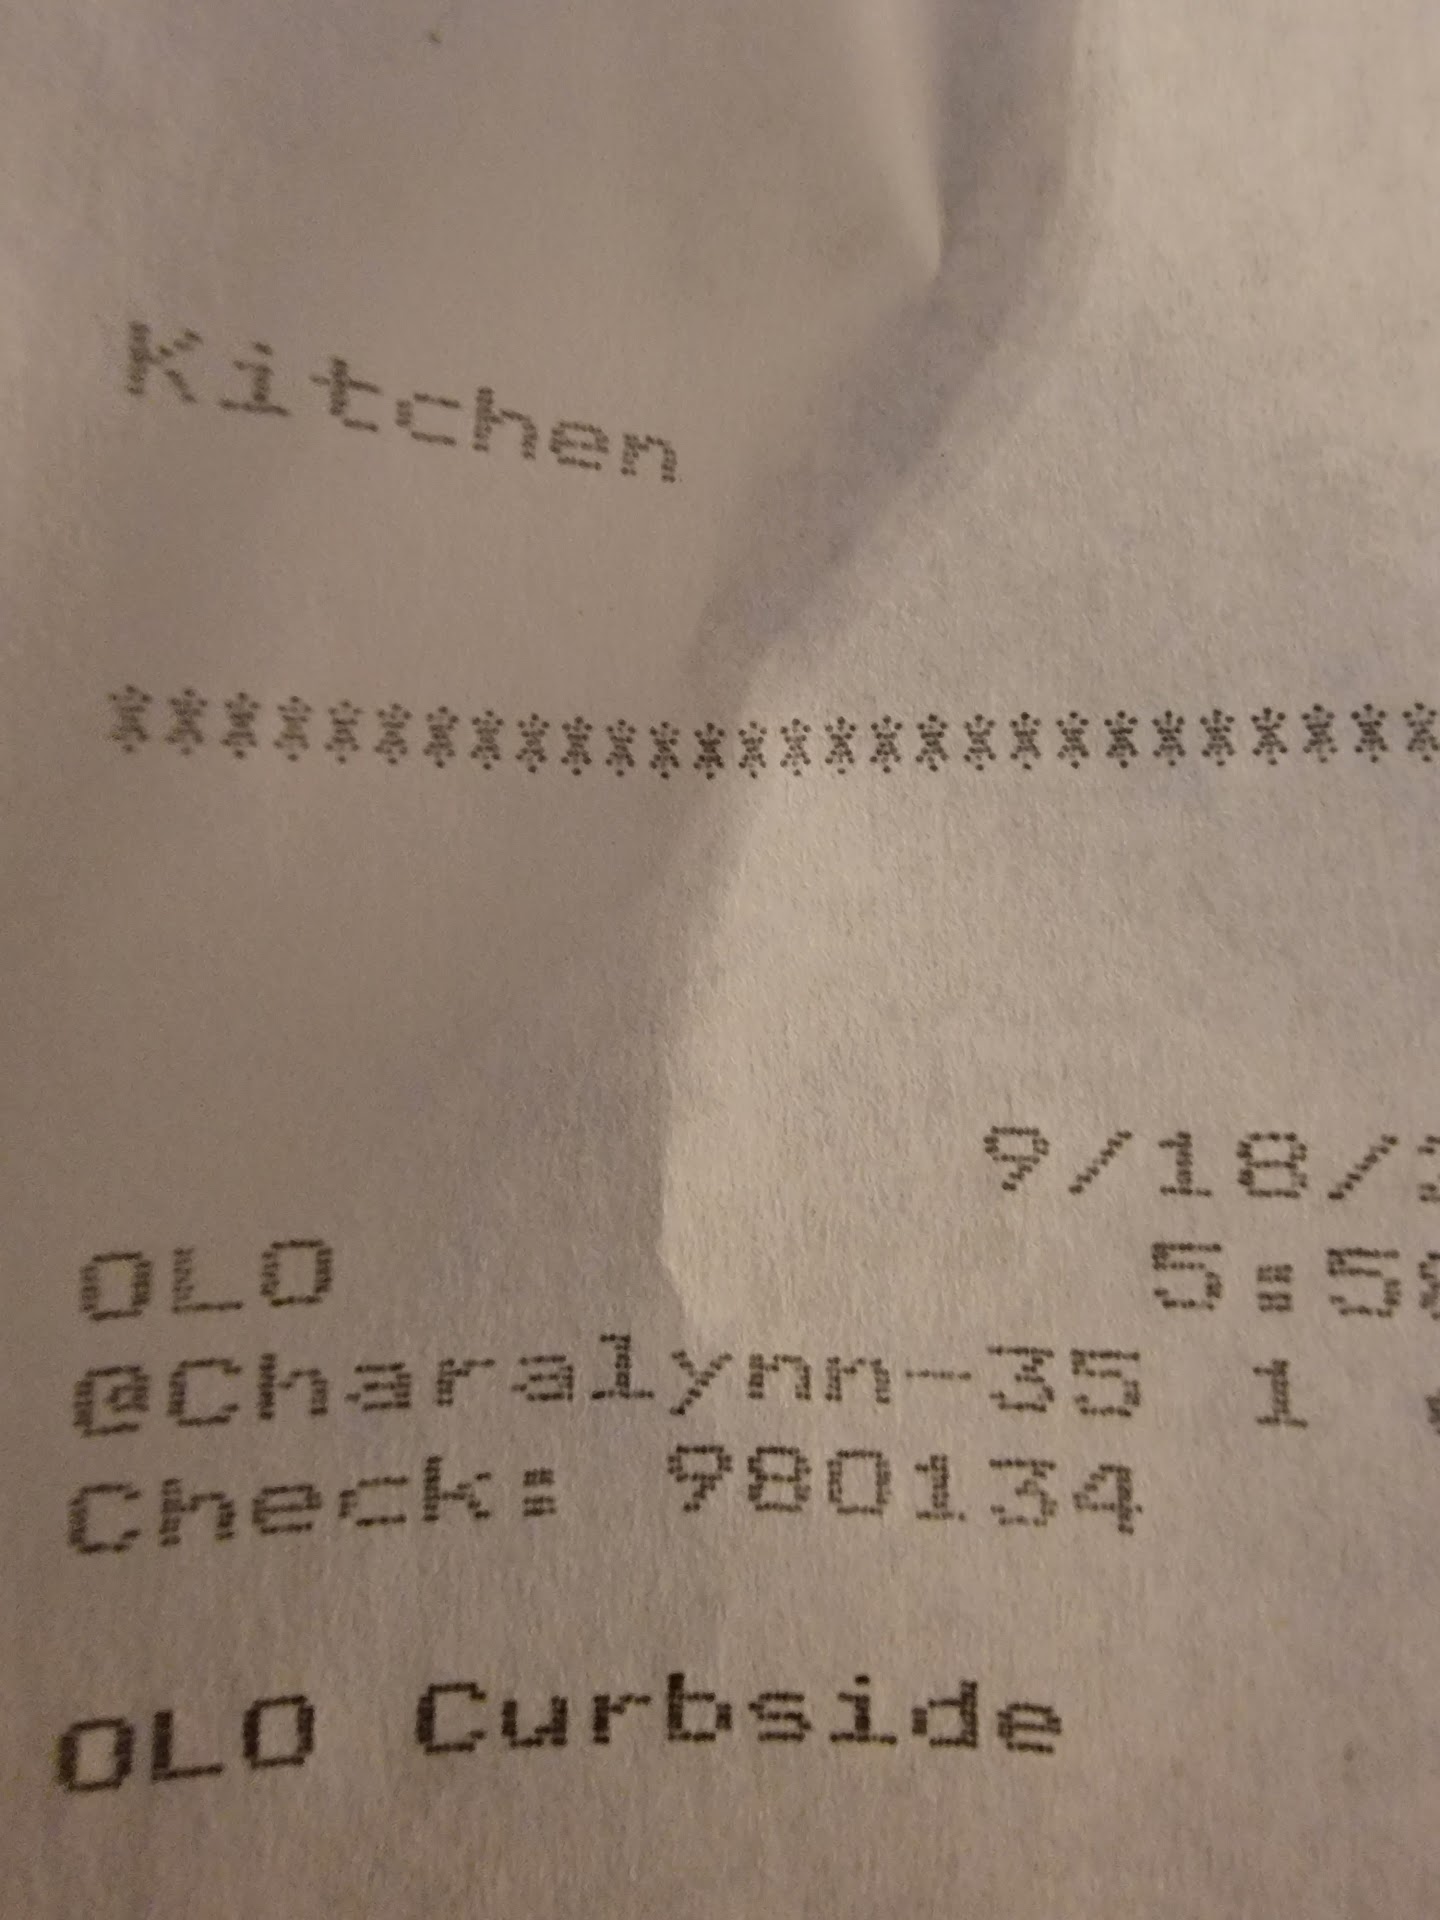 Kitchen
*****************************
9/18/
OLO
5:5
@Charalynn-35 1
Check: 980134
OLO Curbside